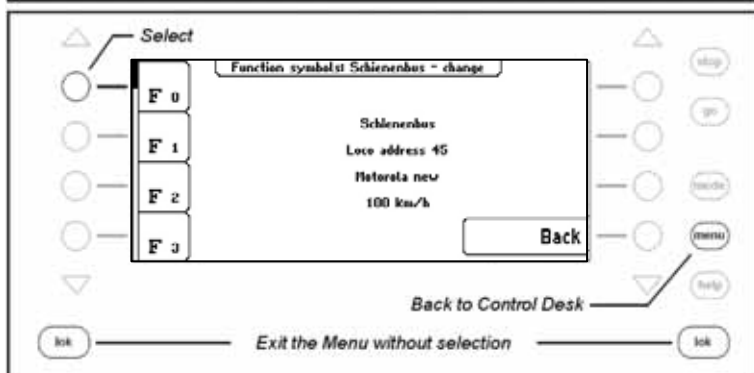 Select
Function symbols: Schienenbus - change
stop
F 0
go
Schienenbus
F 1
Loco address 45
Motorola new
mode
F 2
100 km/h
Back
menu
F 3
help
Back to Control Desk
lok
Exit the Menu without selection
lok